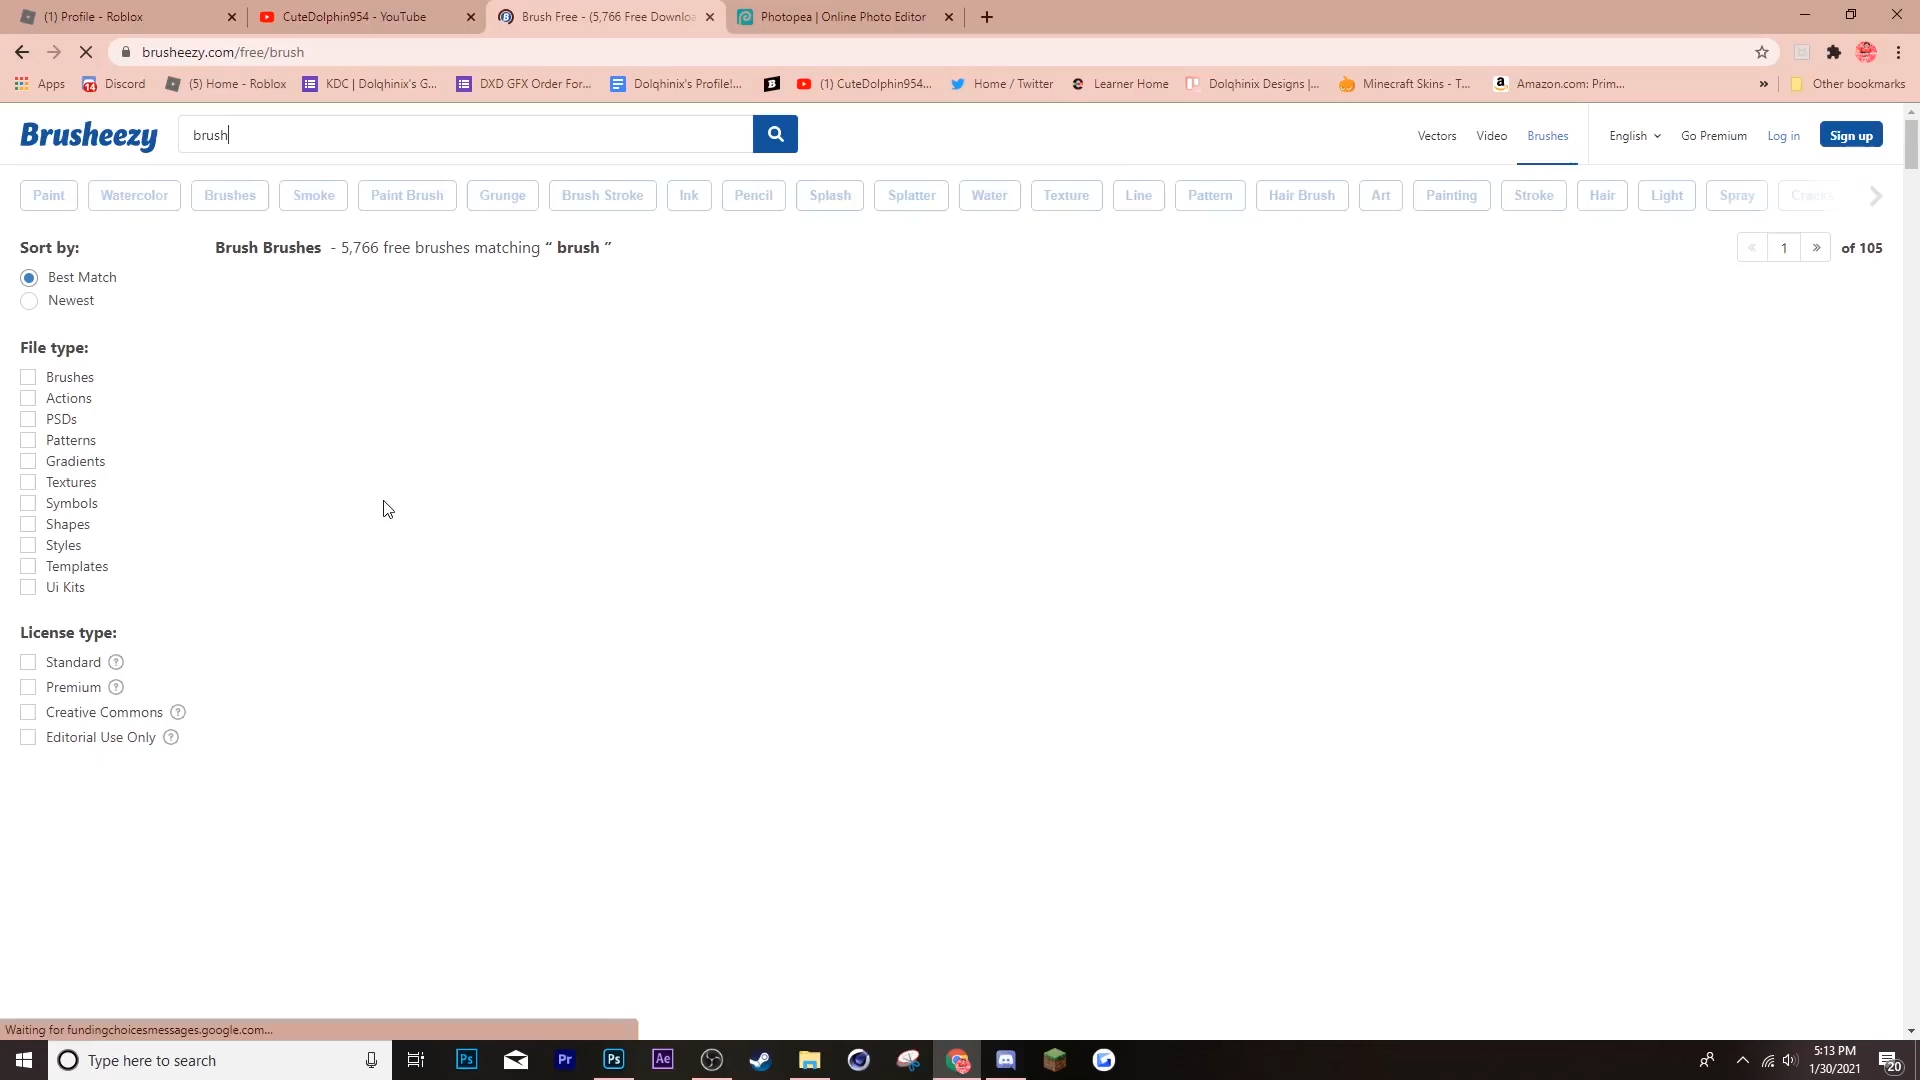 (1) Profile - Roblox
CuteDolphin954 - YouTube
Brush Free - (5,766 Free Downloa
Photopea | Online Photo Editor
brusheezy.com/free/brush
Apps
Discord
(5) Home - Roblox
KDC | Dolqhinix's G...
DXD GFX Order For...
Dolqhinix's Profile!...
(1) CuteDolphin954...
Home / Twitter
Learner Home
Dolqhinix Designs |...
Minecraft Skins - T...
Amazon.com: Prim...
»
Other bookmarks
Brusheezy
brush
Vectors
Video
Brushes
English
Go Premium
Log in
Sign up
Paint
Watercolor
Brushes
Smoke
Paint Brush
Grunge
Brush Stroke
Ink
Pencil
Splash
Splatter
Water
Texture
Line
Pattern
Hair Brush
Art
Painting
Stroke
Hair
Light
Spray
Cracks
Sort by:
Best Match
Newest
Brush Brushes - 5,766 free brushes matching “ brush ”
« 1 » of 105
File type:
Brushes
Actions
PSDs
Patterns
Gradients
Textures
Symbols
Shapes
Styles
Templates
Ui Kits
License type:
Standard ?
Premium ?
Creative Commons ?
Editorial Use Only ?
Waiting for fundingchoicesmessages.google.com...
Type here to search
Ps
Pr
Ps
Ae
5:13 PM
1/30/2021
20